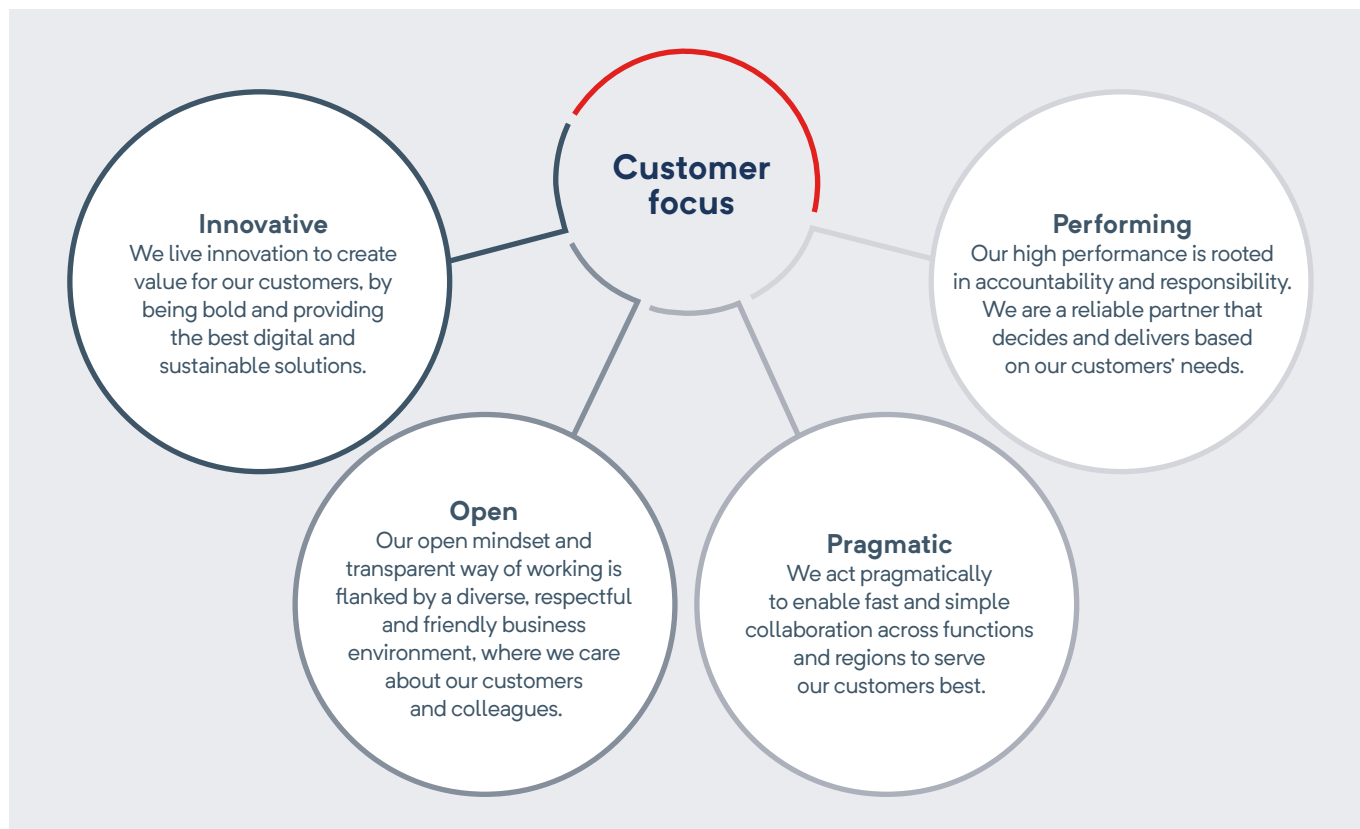 Customer
focus
Innovative
We live innovation to create
value for our customers, by
being bold and providing
the best digital and
sustainable solutions.
Open
Our open mindset and
transparent way of working is
flanked by a diverse, respectful
and friendly business
environment, where we care
about our customers
and colleagues.
Pragmatic
We act pragmatically
to enable fast and simple
collaboration across functions
and regions to serve
our customers best.
Performing
Our high performance is rooted
in accountability and responsibility.
We are a reliable partner that
decides and delivers based
on our customers’ needs.